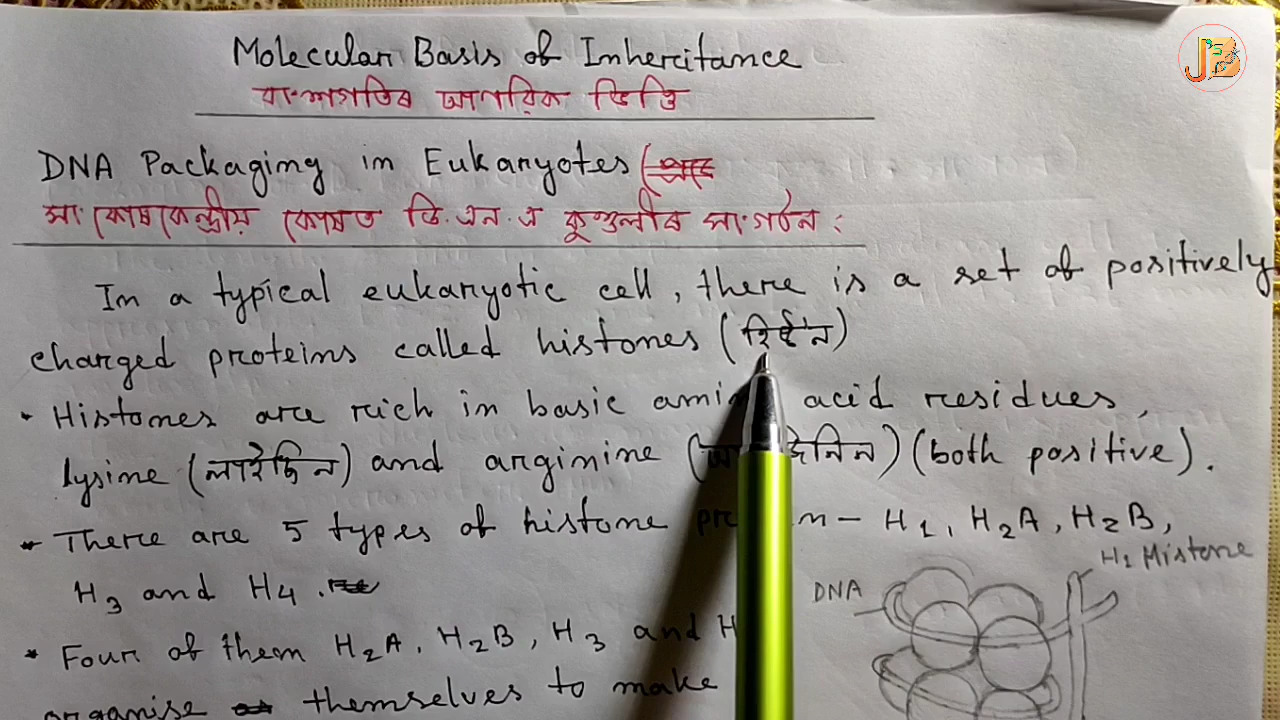 Molecular Basis of Inheritance
বংশগতিৰ আণৱিক ভিত্তি
DNA Packaging in Eukaryotes (
সংকোষকেন্দ্ৰীয় কোষত ডি.এন.এ কুণ্ডলীৰ সংগঠন :
In a typical eukaryotic cell, there is a set of positively
charged proteins called histones (হিষ্টন)
• Histones are rich in basic acid residues,
lysine (লাইচিন) and arginine (both positive).
* There are 5 types of histone – H1, H2A, H2B,
H3 and H4.
* Four of them H2A, H2B, H3 and
organise themselves to make
DNA
H1 Histone